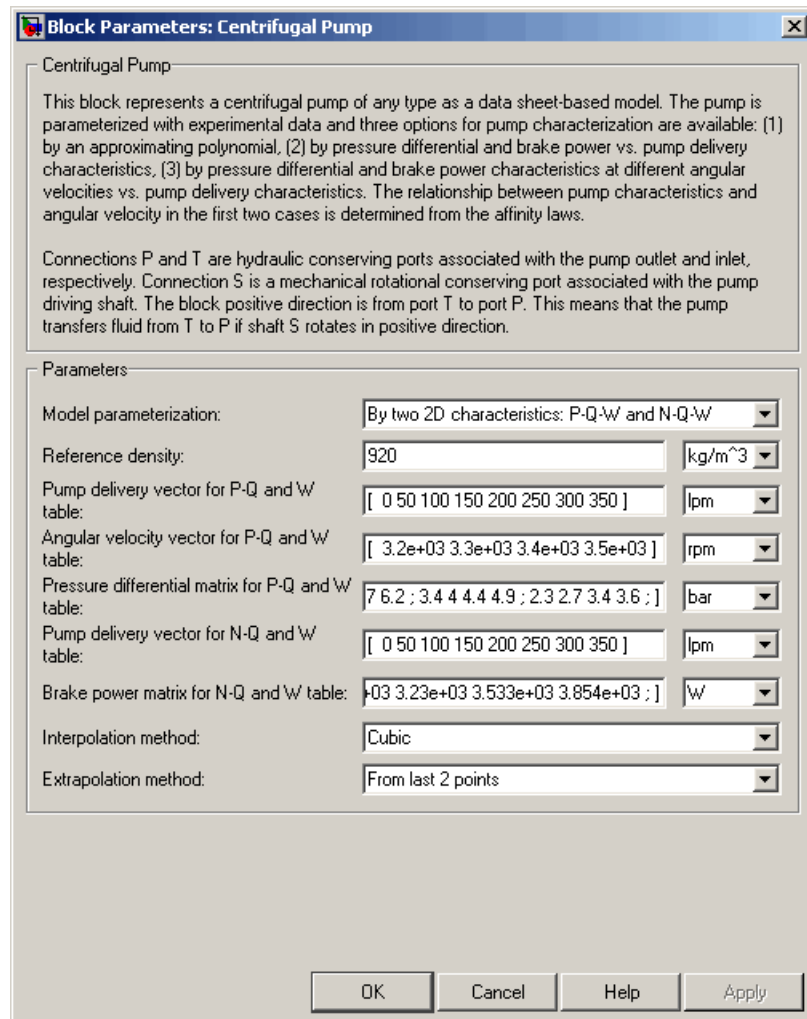 Block Parameters: Centrifugal Pump
Centrifugal Pump
This block represents a centrifugal pump of any type as a data sheet-based model. The pump is
parameterized with experimental data and three options for pump characterization are available: (1)
by an approximating polynomial, (2) by pressure differential and brake power vs. pump delivery
characteristics, (3) by pressure differential and brake power characteristics at different angular
velocities vs. pump delivery characteristics. The relationship between pump characteristics and
angular velocity in the first two cases is determined from the affinity laws.
Connections P and T are hydraulic conserving ports associated with the pump outlet and inlet,
respectively. Connection S is a mechanical rotational conserving port associated with the pump
driving shaft. The block positive direction is from port T to port P. This means that the pump
transfers fluid from T to P if shaft S rotates in positive direction.
Parameters
Model parameterization: By two 2D characteristics: P-Q-W and N-Q-W
Reference density: 920 kg/m^3
Pump delivery vector for P-Q and W
table: [ 0 50 100 150 200 250 300 350 ] lpm
Angular velocity vector for P-Q and W
table: [ 3.2e+03 3.3e+03 3.4e+03 3.5e+03 ] rpm
Pressure differential matrix for P-Q and W
table: 7 6.2 ; 3.4 4 4.4 4.9 ; 2.3 2.7 3.4 3.6 ; ] bar
Pump delivery vector for N-Q and W
table: [ 0 50 100 150 200 250 300 350 ] lpm
Brake power matrix for N-Q and W table: +03 3.23e+03 3.533e+03 3.854e+03 ; ] W
Interpolation method: Cubic
Extrapolation method: From last 2 points
OK Cancel Help Apply